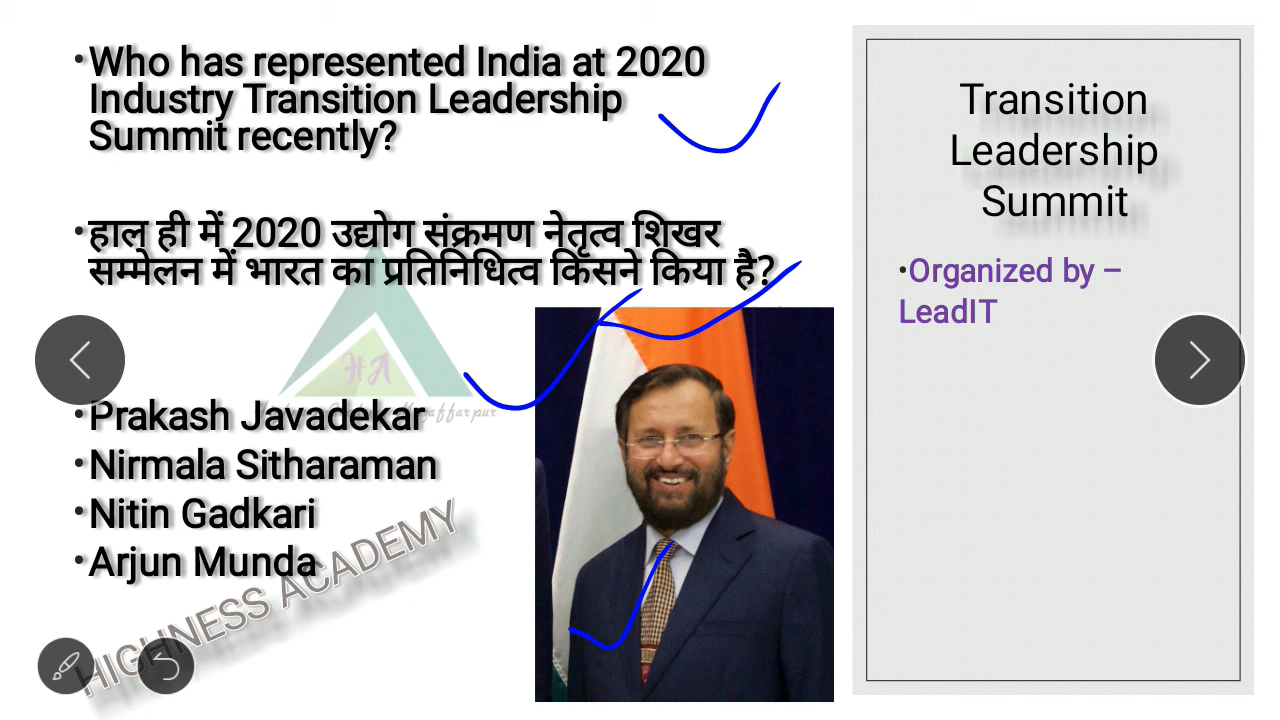 •Who has represented India at 2020
Industry Transition Leadership
Summit recently?
•हाल ही में 2020 उद्योग संक्रमण नेतृत्व शिखर
सम्मेलन में भारत का प्रतिनिधित्व किसने किया है?
HA
•Prakash Javadekar
•Nirmala Sitharaman
•Nitin Gadkari
•Arjun Munda
HIGHNESS ACADEMY
Transition
Leadership
Summit
•Organized by –
LeadIT